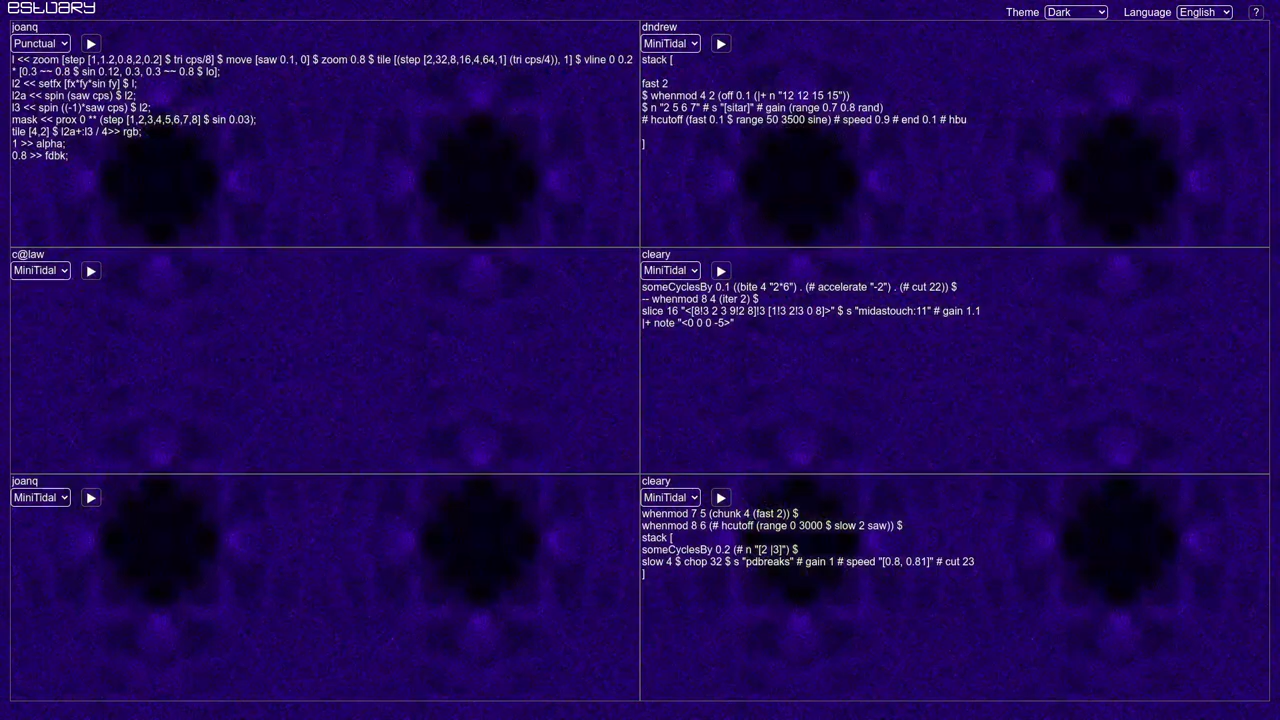 estuary
Theme Dark Language English ?
joanq
Punctual
l << zoom [step [1,1.2,0.8,2,0.2] $ tri cps/8] $ move [saw 0.1, 0] $ zoom 0.8 $ tile [(step [2,32,8,16,4,64,1] (tri cps/4)), 1] $ vline 0 0.2
* [0.3 ~~ 0.8 $ sin 0.12, 0.3, 0.3 ~~ 0.8 $ lo];
l2 << setfx [fx*fy*sin fy] $ l;
l2a << spin (saw cps) $ l2;
l3 << spin ((-1)*saw cps) $ l2;
mask << prox 0 ** (step [1,2,3,4,5,6,7,8] $ sin 0.03);
tile [4,2] $ l2a+:l3 / 4>> rgb;
1 >> alpha;
0.8 >> fdbk;
dndrew
MiniTidal
stack [
fast 2
$ whenmod 4 2 (off 0.1 (|+ n "12 12 15 15"))
$ n "2 5 6 7" # s "[sitar]" # gain (range 0.7 0.8 rand)
# hcutoff (fast 0.1 $ range 50 3500 sine) # speed 0.9 # end 0.1 # hbu
]
c@law
MiniTidal
cleary
MiniTidal
someCyclesBy 0.1 ((bite 4 "2*6") . (# accelerate "-2") . (# cut 22)) $
-- whenmod 8 4 (iter 2) $
slice 16 "<[8!3 2 3 9!2 8]!3 [1!3 2!3 0 8]>" $ s "midastouch:11" # gain 1.1
|+ note "<0 0 0 -5>"
joanq
MiniTidal
cleary
MiniTidal
whenmod 7 5 (chunk 4 (fast 2)) $
whenmod 8 6 (# hcutoff (range 0 3000 $ slow 2 saw)) $
stack [
someCyclesBy 0.2 (# n "[2 |3]") $
slow 4 $ chop 32 $ s "pdbreaks" # gain 1 # speed "[0.8, 0.81]" # cut 23
]